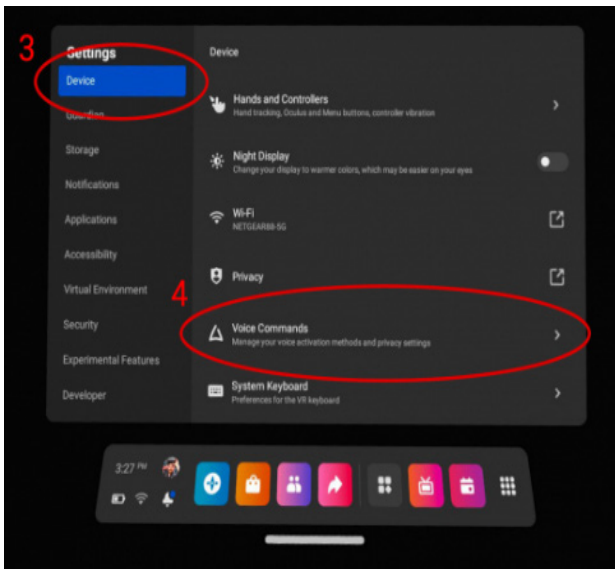 3
Settings
Device
Device
Guardian
Storage
Notifications
Applications
Accessibility
Virtual Environment
Security
Experimental Features
Developer
Hands and Controllers
Hand tracking, Oculus and Menu buttons, controller vibration
Night Display
Change your display to warmer colors, which may be easier on your eyes
Wi-Fi
NETGEAR88-5G
Privacy
4
Voice Commands
Manage your voice activation methods and privacy settings
System Keyboard
Preferences for the VR keyboard
3:27 PM